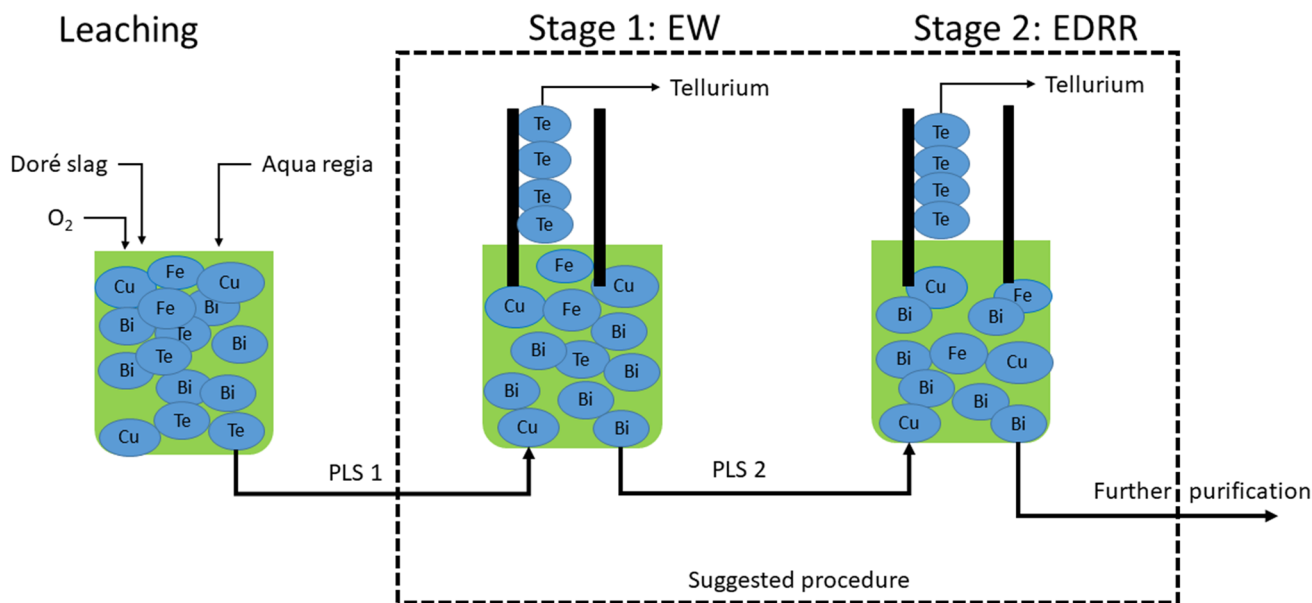 Leaching
Stage 1: EW
Stage 2: EDRR
Tellurium
Tellurium
Te
Te
Te
Te
Te
Te
Te
Te
Doré slag
Aqua regia
O₂
Cu
Fe
Cu
Fe
Bi
Bi
Te
Bi
Te
Bi
Bi
Bi
Te
Cu
Te
Fe
Cu
Cu
Fe
Bi
Bi
Te
Bi
Bi
Bi
Cu
Bi
Cu
Fe
Bi
Bi
Bi
Fe
Cu
Bi
Bi
Cu
Bi
PLS 1
PLS 2
Further purification
Suggested procedure